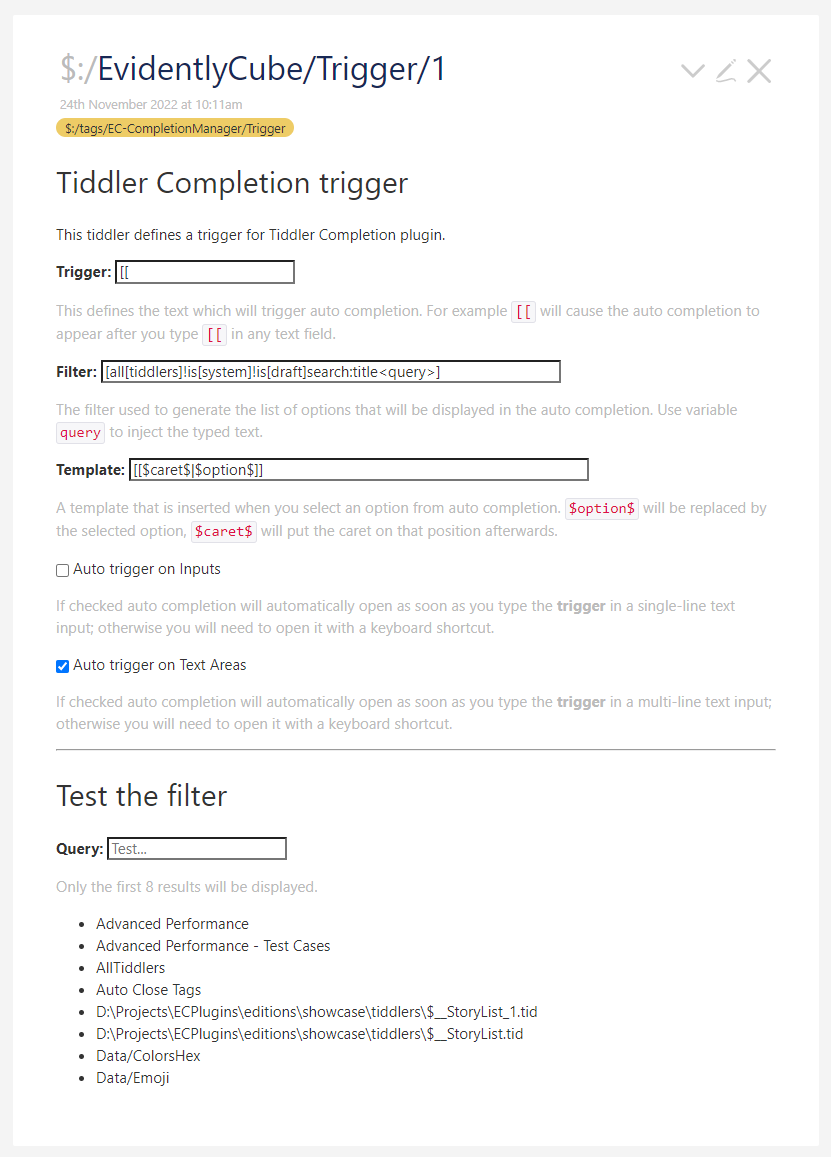 $:/EvidentlyCube/Trigger/1
24th November 2022 at 10:11am
$:/tags/EC-CompletionManager/Trigger
Tiddler Completion trigger
This tiddler defines a trigger for Tiddler Completion plugin.
Trigger: [[
This defines the text which will trigger auto completion. For example [[ will cause the auto completion to
appear after you type [[ in any text field.
Filter: [all[tiddlers]!is[system]!is[draft]search:title<query>]
The filter used to generate the list of options that will be displayed in the auto completion. Use variable
query to inject the typed text.
Template: [[$caret$|$option$]]
A template that is inserted when you select an option from auto completion. $option$ will be replaced by
the selected option, $caret$ will put the caret on that position afterwards.
Auto trigger on Inputs
If checked auto completion will automatically open as soon as you type the trigger in a single-line text
input; otherwise you will need to open it with a keyboard shortcut.
Auto trigger on Text Areas
If checked auto completion will automatically open as soon as you type the trigger in a multi-line text input;
otherwise you will need to open it with a keyboard shortcut.
Test the filter
Query: Test...
Only the first 8 results will be displayed.
• Advanced Performance
• Advanced Performance - Test Cases
• AllTiddlers
• Auto Close Tags
• D:\Projects\ECPlugins\editions\showcase\tiddlers\$__StoryList_1.tid
• D:\Projects\ECPlugins\editions\showcase\tiddlers\$__StoryList.tid
• Data/ColorsHex
• Data/Emoji